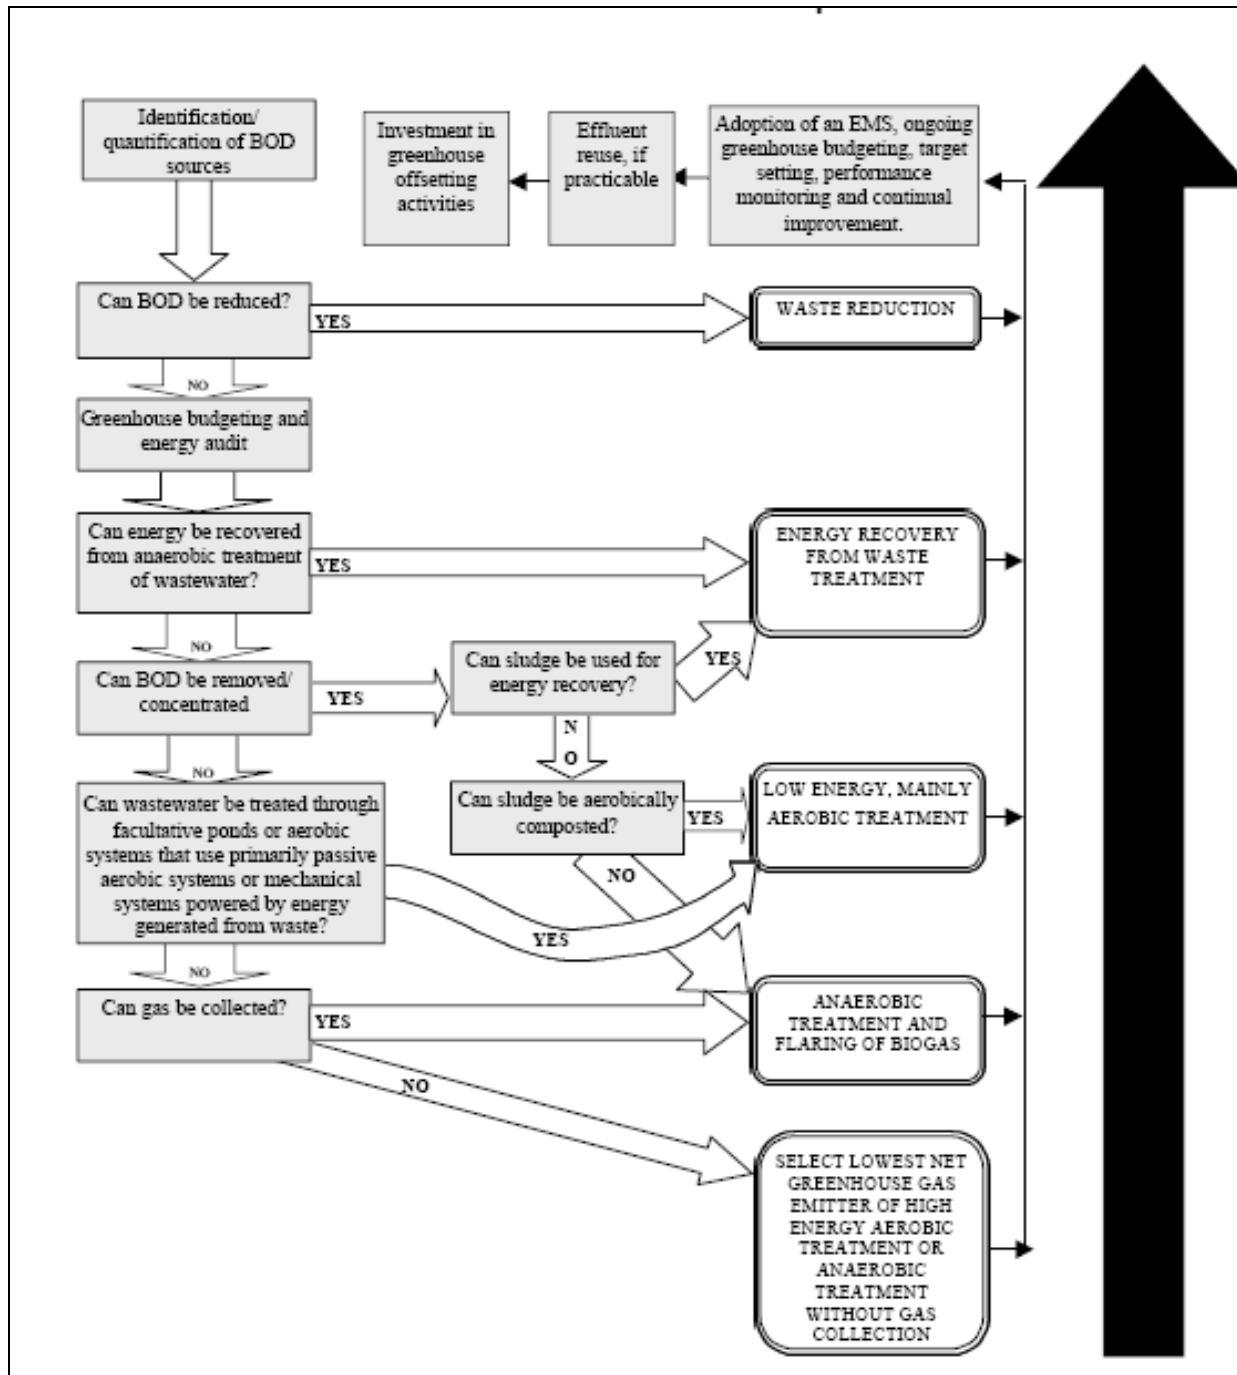 Identification/
quantification of BOD
sources
Investment in
greenhouse
offsetting
activities
Effluent
reuse, if
practicable
Adoption of an EMS, ongoing
greenhouse budgeting, target
setting, performance
monitoring and continual
improvement.
Can BOD be reduced?
YES
WASTE REDUCTION
NO
Greenhouse budgeting and
energy audit
Can energy be recovered
from anaerobic treatment
of wastewater?
YES
ENERGY RECOVERY
FROM WASTE
TREATMENT
NO
Can BOD be removed/
concentrated
YES
Can sludge be used for
energy recovery?
YES
N
O
NO
Can wastewater be treated through
facultative ponds or aerobic
systems that use primarily passive
aerobic systems or mechanical
systems powered by energy
generated from waste?
Can sludge be aerobically
composted?
YES
LOW ENERGY, MAINLY
AEROBIC TREATMENT
NO
YES
NO
Can gas be collected?
YES
ANAEROBIC
TREATMENT AND
FLARING OF BIOGAS
NO
SELECT LOWEST NET
GREENHOUSE GAS
EMITTER OF HIGH
ENERGY AEROBIC
TREATMENT OR
ANAEROBIC
TREATMENT
WITHOUT GAS
COLLECTION